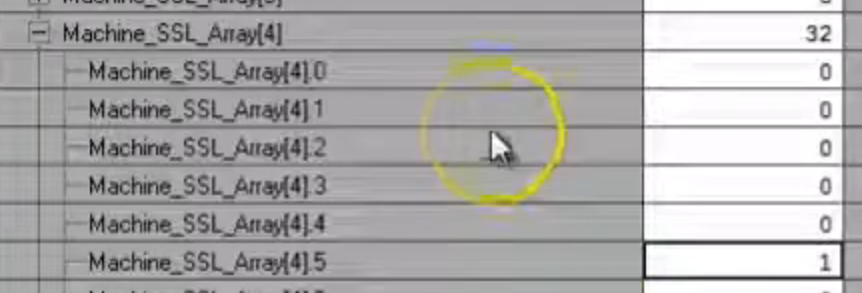 Machine_SSL_Array[4] 32
Machine_SSL_Array[4].0 0
Machine_SSL_Array[4].1 0
Machine_SSL_Array[4].2 0
Machine_SSL_Array[4].3 0
Machine_SSL_Array[4].4 0
Machine_SSL_Array[4].5 1